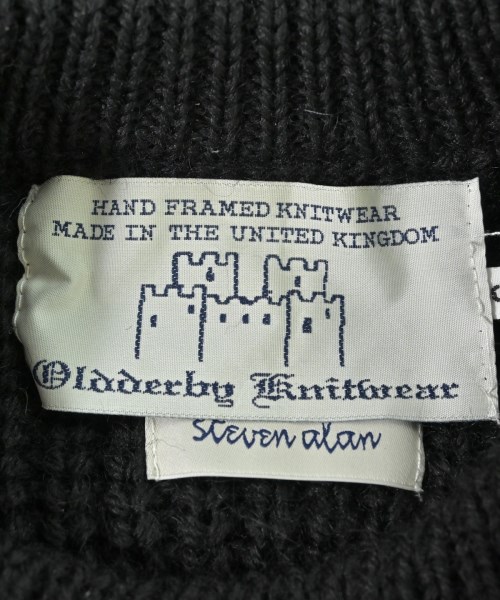 HAND FRAMED KNITWEAR
MADE IN THE UNITED KINGDOM
Oldderby Knitwear
steven alan